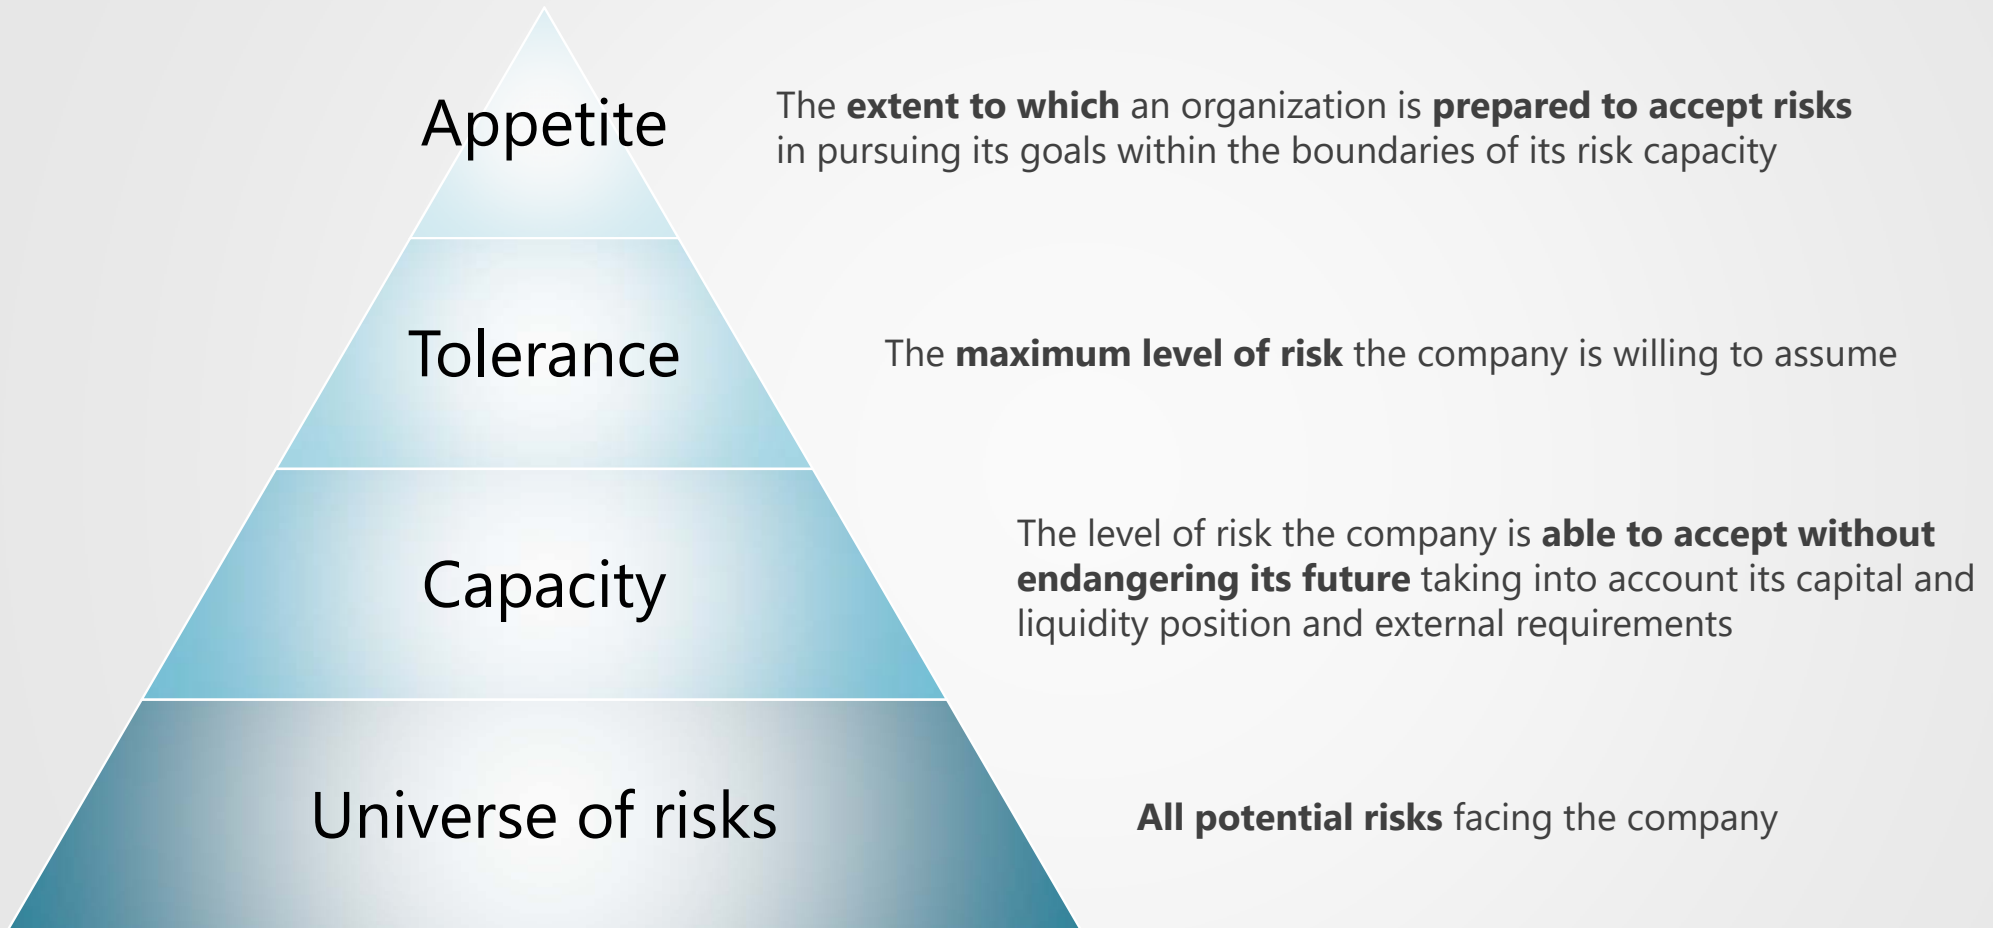 Appetite
The extent to which an organization is prepared to accept risks
in pursuing its goals within the boundaries of its risk capacity
Tolerance
The maximum level of risk the company is willing to assume
Capacity
The level of risk the company is able to accept without
endangering its future taking into account its capital and
liquidity position and external requirements
Universe of risks
All potential risks facing the company